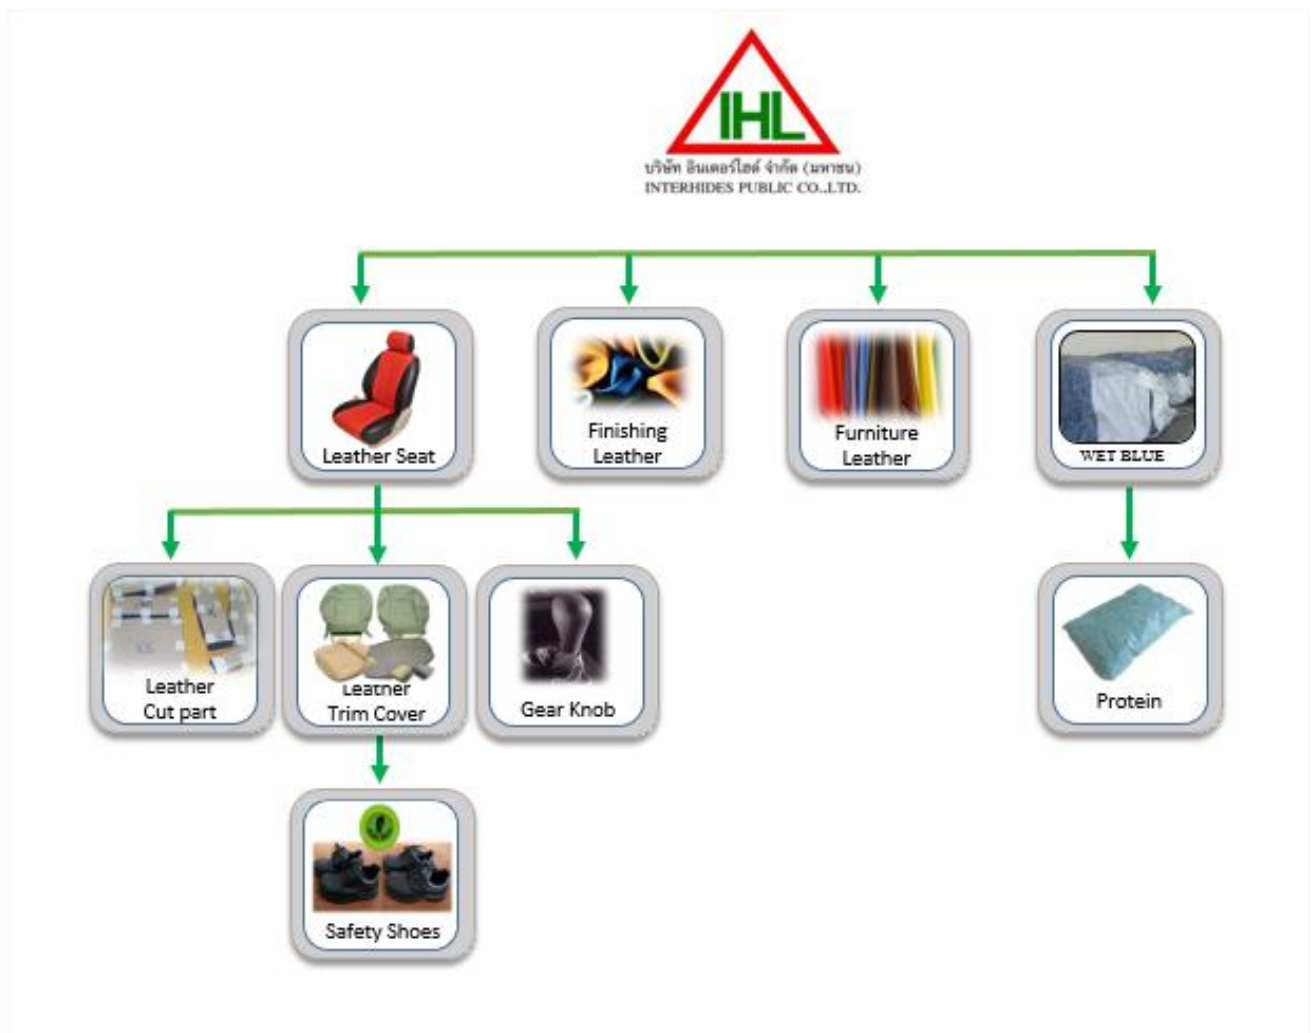 IHL
บริษัท อินเตอร์ไฮด์ จำกัด (มหาชน)
INTERHIDES PUBLIC CO.,LTD.
Leather Seat
Finishing
Leather
Furniture
Leather
WET BLUE
Leather
Cut part
Leather
Trim Cover
Gear Knob
Protein
Safety Shoes